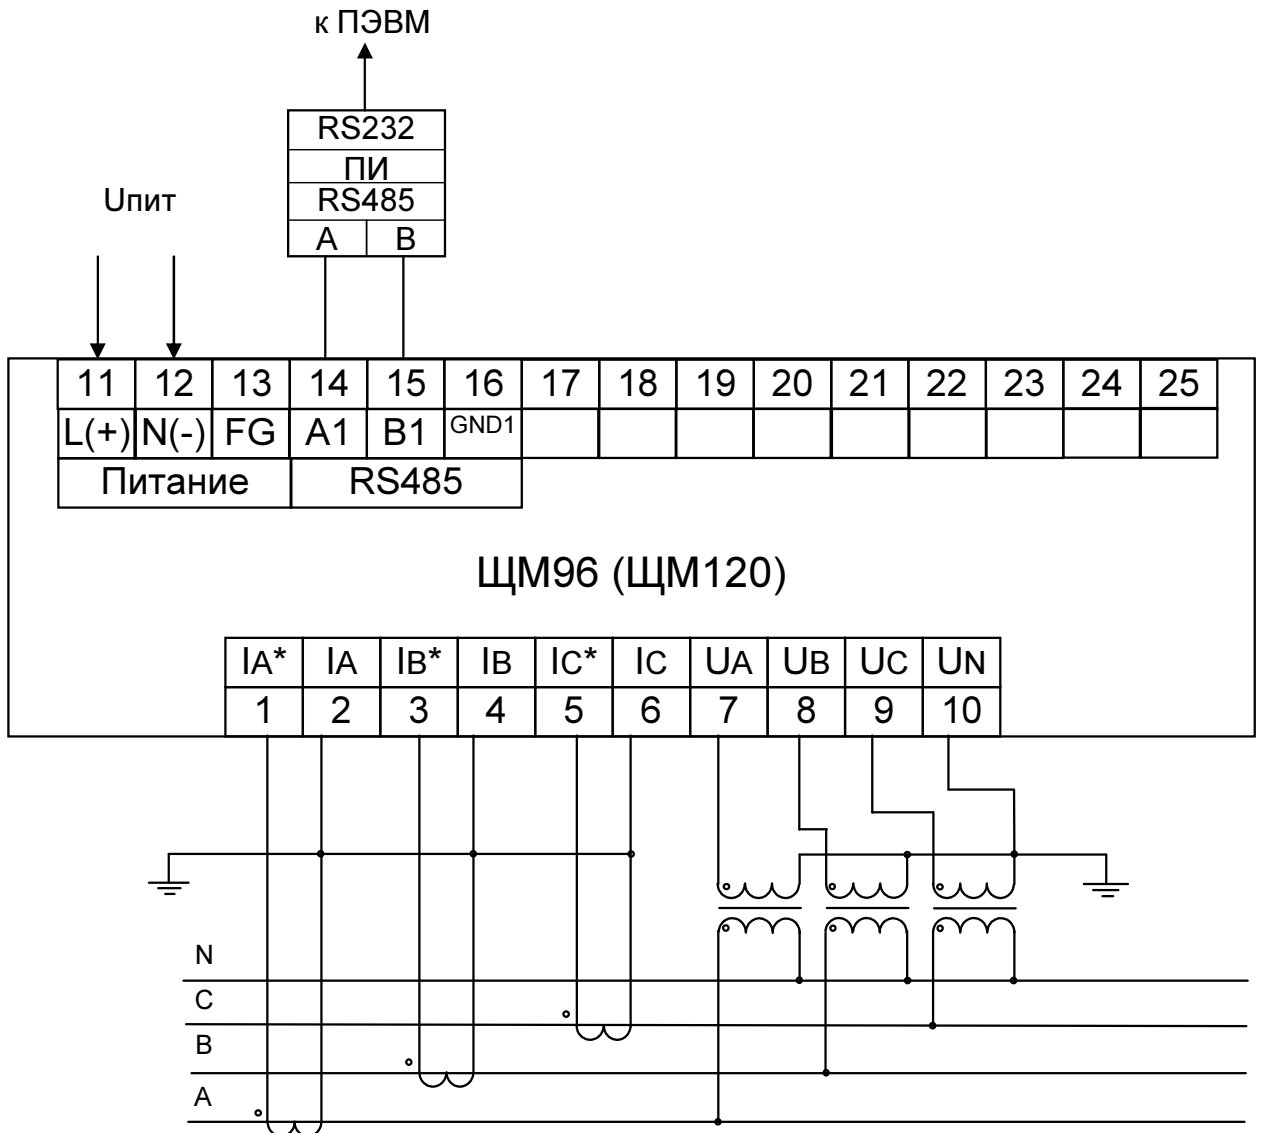 к ПЭВМ
RS232
ПИ
RS485
A B
Uпит
11 12 13 14 15 16 17 18 19 20 21 22 23 24 25
L(+) N(-) FG A1 B1 GND1
Питание RS485
ЩМ96 (ЩМ120)
IA* IA IB* IB IC* IC UA UB UC UN
1 2 3 4 5 6 7 8 9 10
N
C
B
A